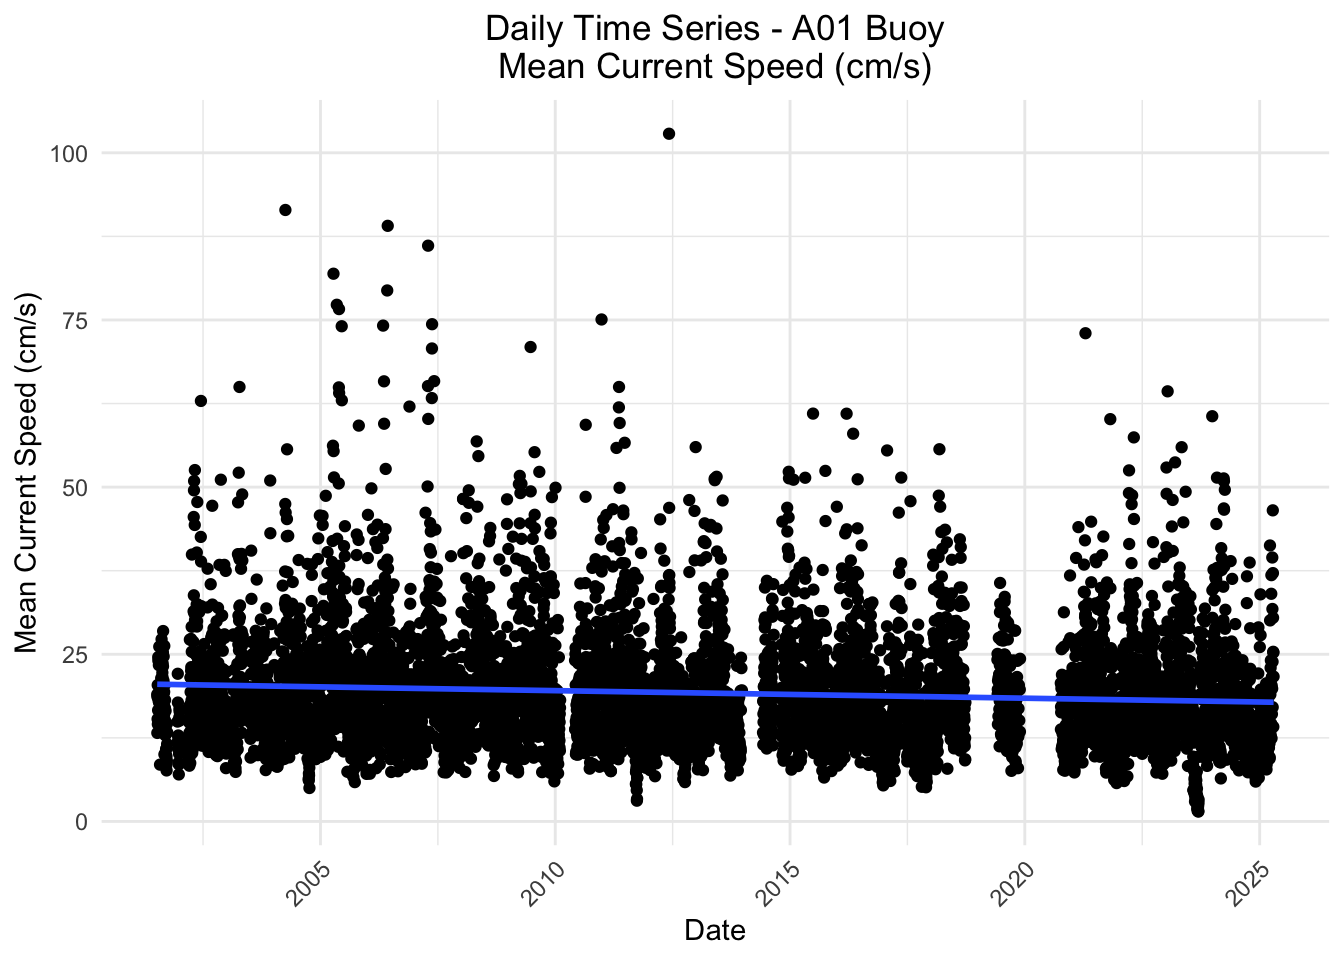 Daily Time Series - A01 Buoy
Mean Current Speed (cm/s)
Mean Current Speed (cm/s)
100
75
50
25
0
2005
2010
2015
2020
2025
Date